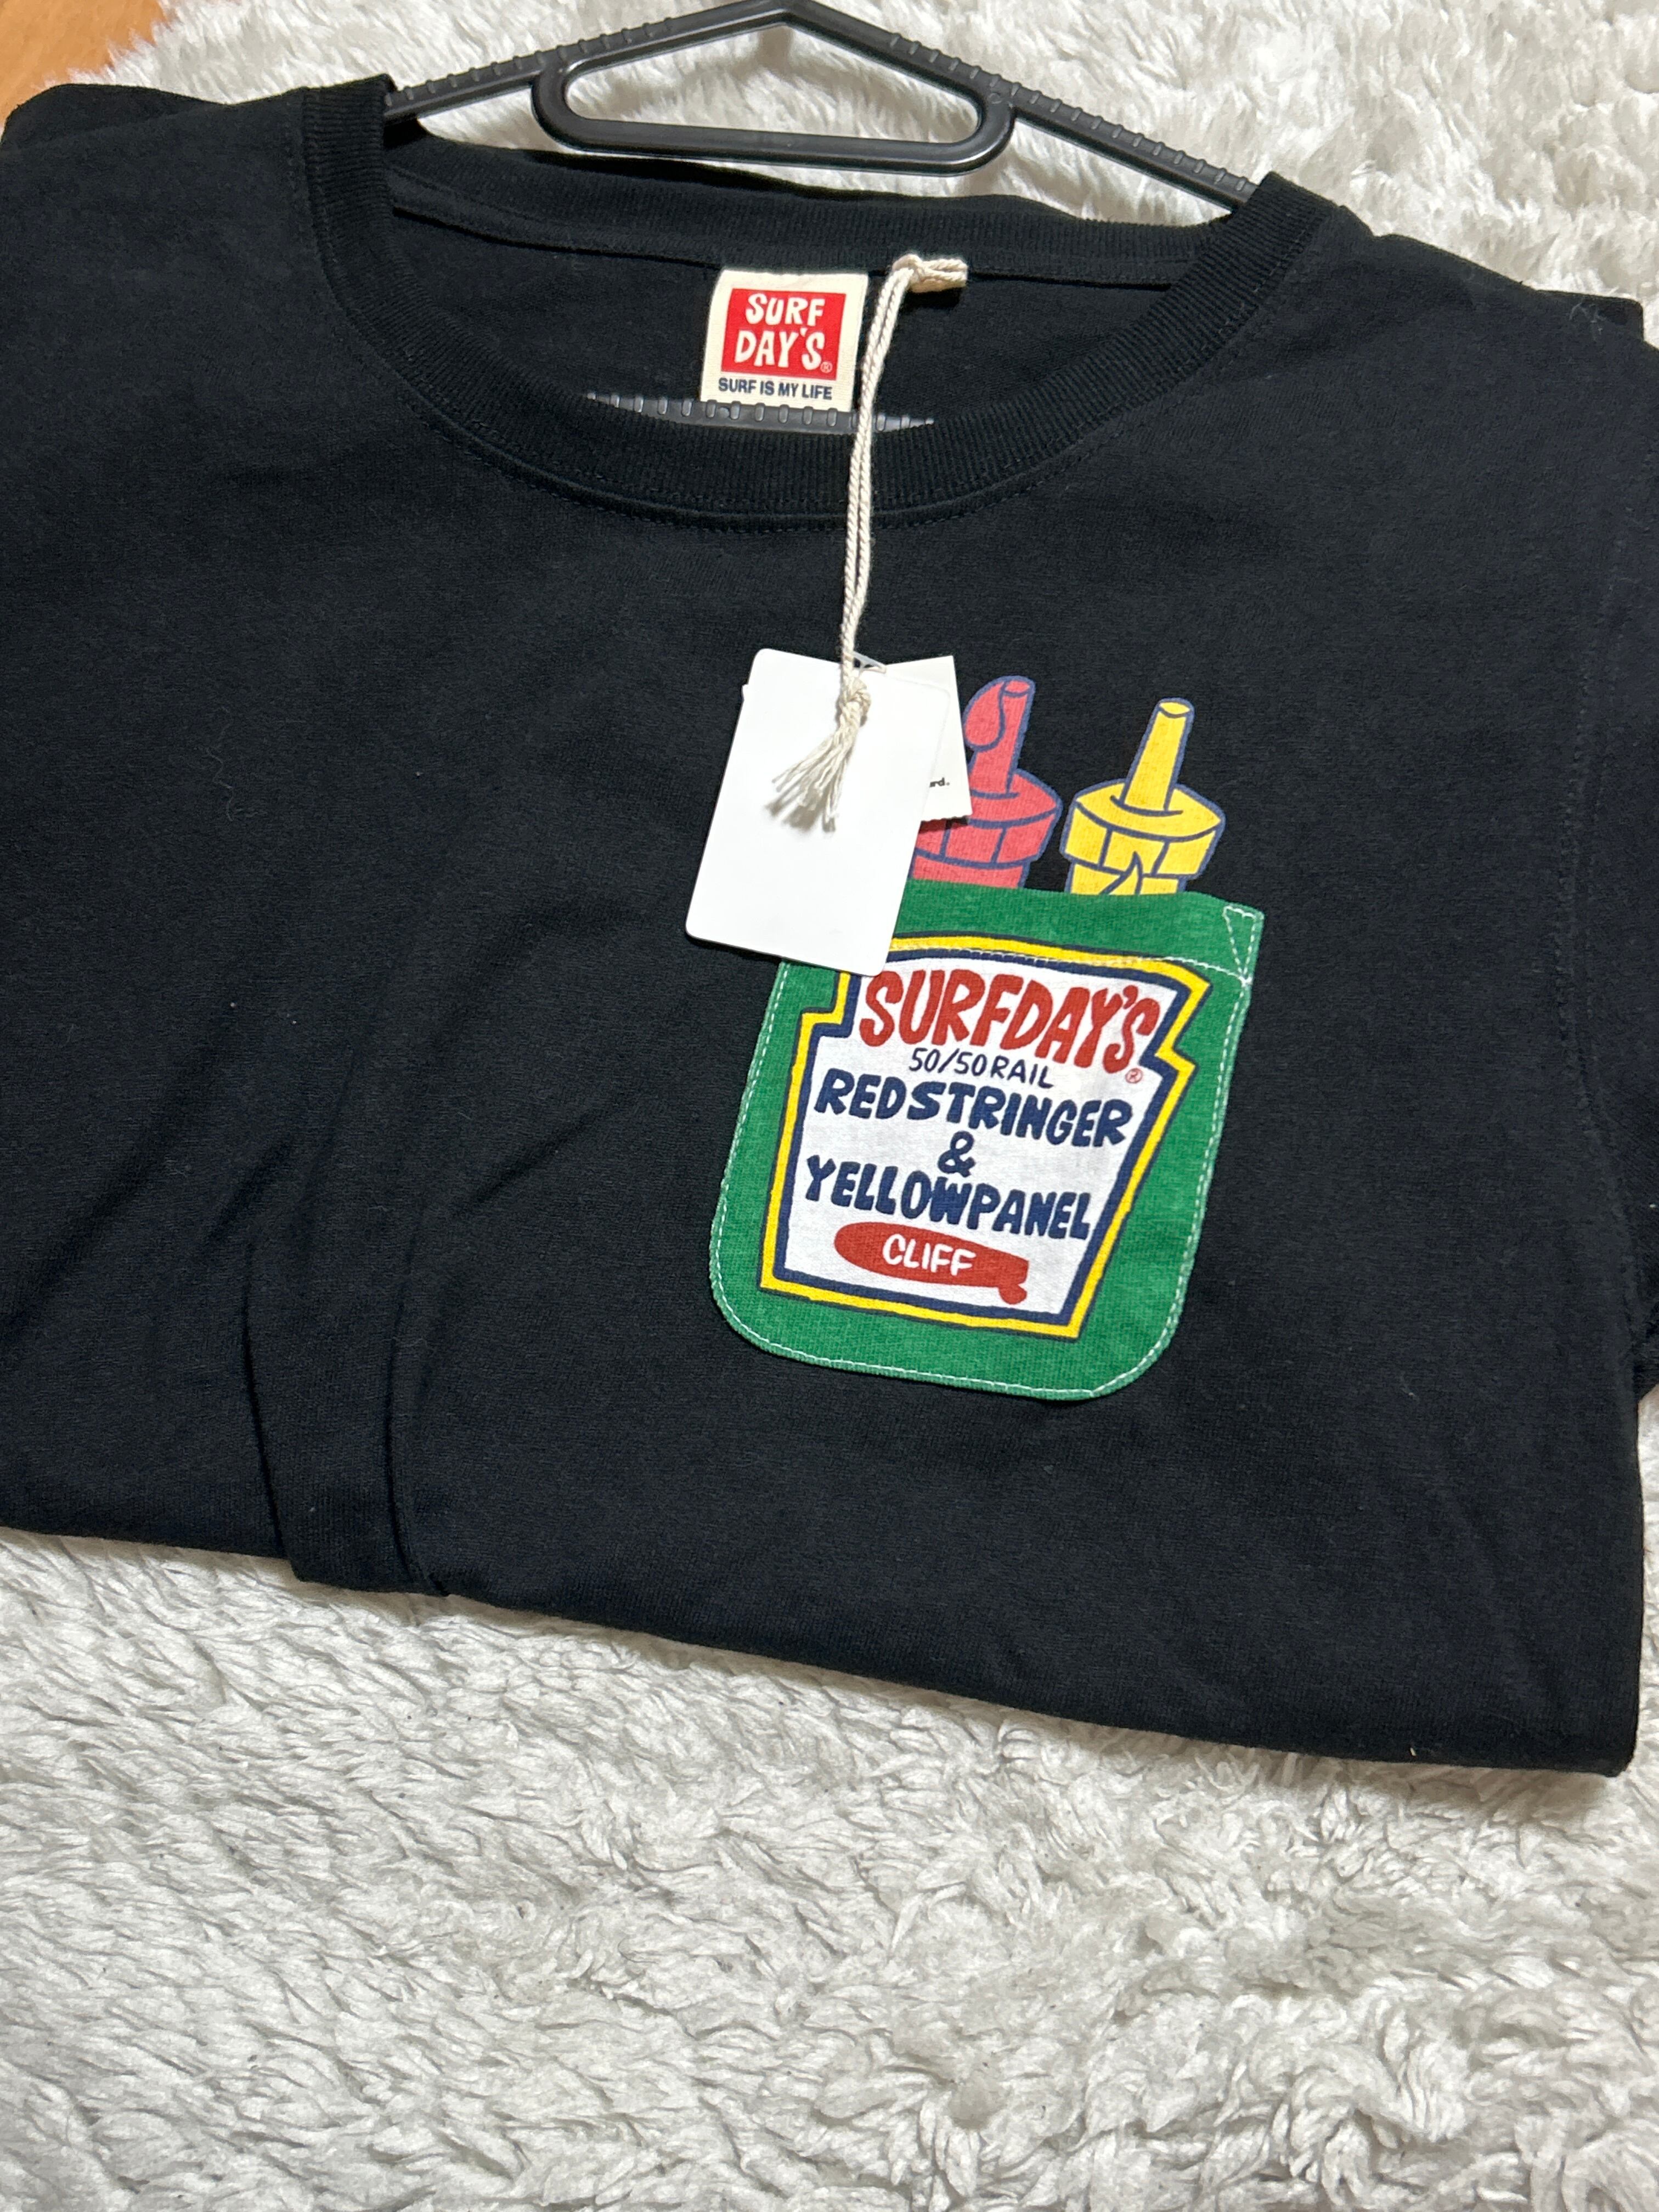 SURF
DAY'S®
SURF IS MY LIFE
SURFDAY'S®
50/50 RAIL
REDSTRINGER
&
YELLOWPANEL
CLIFF